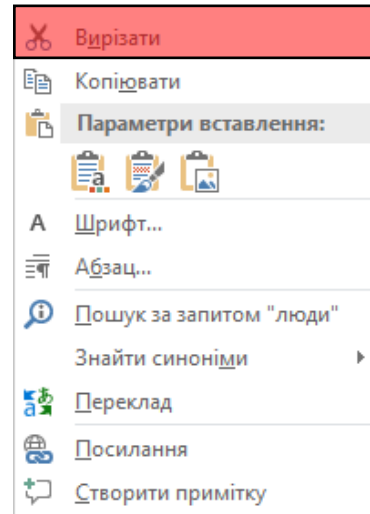 Вирізати
Копіювати
Параметри вставлення:
Шрифт...
Абзац...
Пошук за запитом "люди"
Знайти синоніми
Переклад
Посилання
Створити примітку